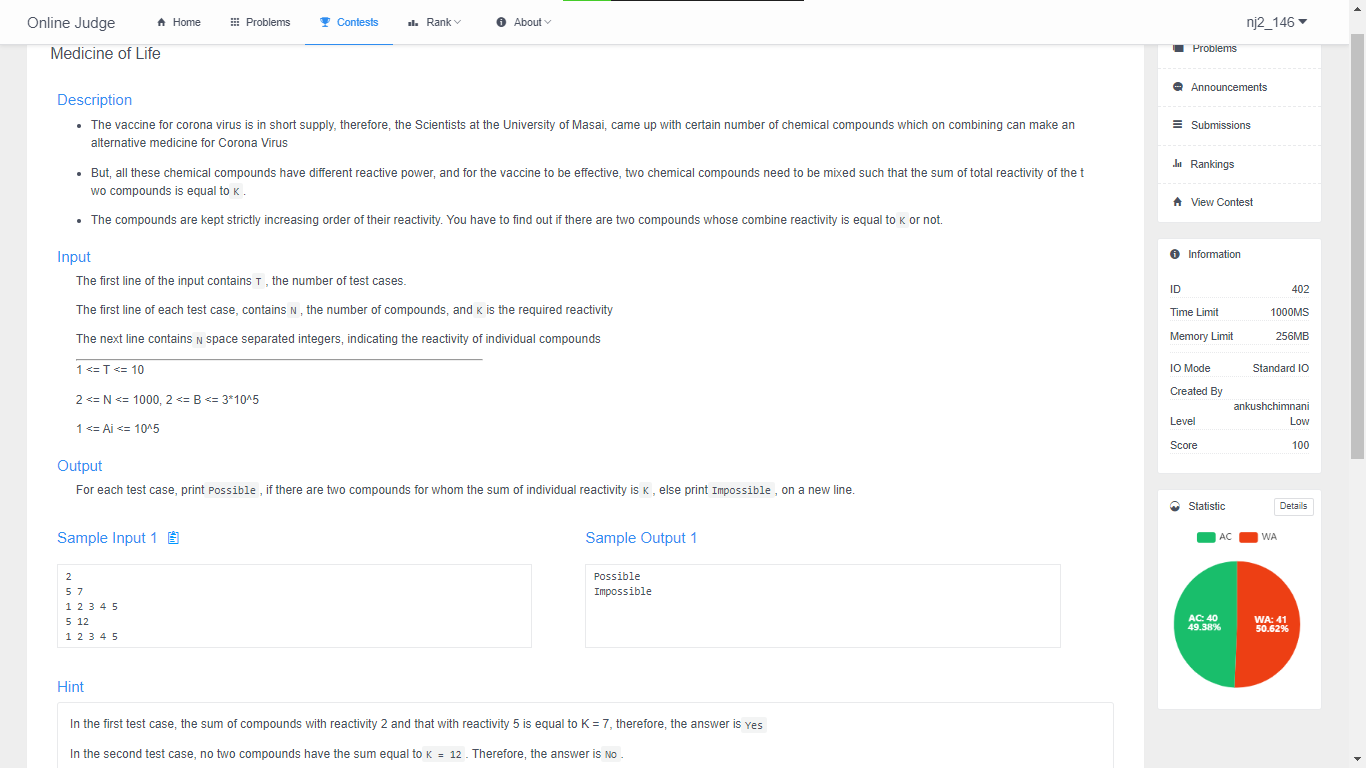 Online Judge
Home
Problems
Contests
Rank
About
nj2_146
Medicine of Life
Description
The vaccine for corona virus is in short supply, therefore, the Scientists at the University of Masai, came up with certain number of chemical compounds which on combining can make an
alternative medicine for Corona Virus
But, all these chemical compounds have different reactive power, and for the vaccine to be effective, two chemical compounds need to be mixed such that the sum of total reactivity of the t
wo compounds is equal to K .
The compounds are kept strictly increasing order of their reactivity. You have to find out if there are two compounds whose combine reactivity is equal to K or not.
Input
The first line of the input contains T , the number of test cases.
The first line of each test case, contains N , the number of compounds, and K is the required reactivity
The next line contains N space separated integers, indicating the reactivity of individual compounds
1 <= T <= 10
2 <= N <= 1000, 2 <= B <= 3*10^5
1 <= Ai <= 10^5
Output
For each test case, print Possible , if there are two compounds for whom the sum of individual reactivity is K , else print Impossible , on a new line.
Sample Input 1
2
5 7
1 2 3 4 5
5 12
1 2 3 4 5
Sample Output 1
Possible
Impossible
Hint
In the first test case, the sum of compounds with reactivity 2 and that with reactivity 5 is equal to K = 7, therefore, the answer is Yes
In the second test case, no two compounds have the sum equal to K = 12 . Therefore, the answer is No .
Problems
Announcements
Submissions
Rankings
View Contest
Information
ID 402
Time Limit 1000MS
Memory Limit 256MB
IO Mode Standard IO
Created By
ankushchimnani
Level Low
Score 100
Statistic
Details
AC WA
AC: 40
49.38%
WA: 41
50.62%